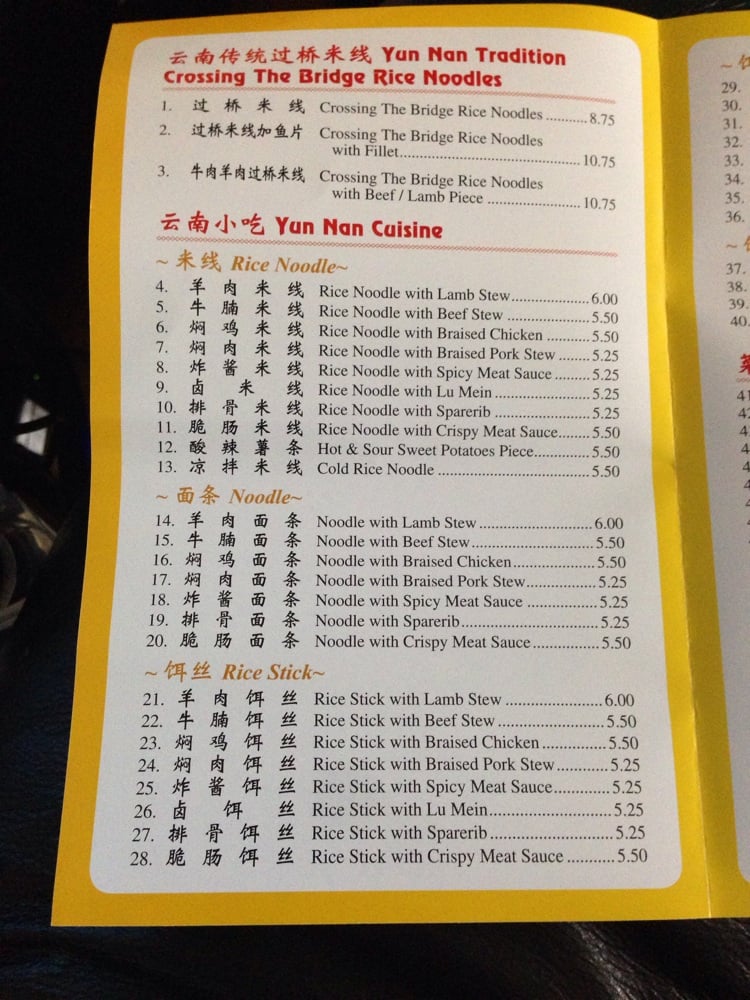 云南传统过桥米线 Yun Nan Tradition
Crossing The Bridge Rice Noodles
1. 过桥米线 Crossing The Bridge Rice Noodles ..........8.75
2. 过桥米线加鱼片 Crossing The Bridge Rice Noodles
with Fillet............................................10.75
3. 牛肉羊肉过桥米线 Crossing The Bridge Rice Noodles
with Beef / Lamb Piece .......................10.75
云南小吃 Yun Nan Cuisine
~ 米线 Rice Noodle~
4. 羊肉米线 Rice Noodle with Lamb Stew....................6.00
5. 牛腩米线 Rice Noodle with Beef Stew ......................5.50
6. 焖鸡米线 Rice Noodle with Braised Chicken ............5.50
7. 焖肉米线 Rice Noodle with Braised Pork Stew .........5.25
8. 炸酱米线 Rice Noodle with Spicy Meat Sauce ..........5.25
9. 卤米线 Rice Noodle with Lu Mein .........................5.25
10. 排骨米线 Rice Noodle with Sparerib .........................5.25
11. 脆肠米线 Rice Noodle with Crispy Meat Sauce.........5.50
12. 酸辣薯条 Hot & Sour Sweet Potatoes Piece...............5.50
13. 凉拌米线 Cold Rice Noodle .......................................5.50
~ 面条 Noodle~
14. 羊肉面条 Noodle with Lamb Stew .............................6.00
15. 牛腩面条 Noodle with Beef Stew...............................5.50
16. 焖鸡面条 Noodle with Braised Chicken.....................5.50
17. 焖肉面条 Noodle with Braised Pork Stew..................5.25
18. 炸酱面条 Noodle with Spicy Meat Sauce ...................5.25
19. 排骨面条 Noodle with Sparerib...................................5.25
20. 脆肠面条 Noodle with Crispy Meat Sauce..................5.50
~ 饵丝 Rice Stick~
21. 羊肉饵丝 Rice Stick with Lamb Stew ........................6.00
22. 牛腩饵丝 Rice Stick with Beef Stew ...........................5.50
23. 焖鸡饵丝 Rice Stick with Braised Chicken ................5.50
24. 焖肉饵丝 Rice Stick with Braised Pork Stew.............5.25
25. 炸酱饵丝 Rice Stick with Spicy Meat Sauce..............5.25
26. 卤饵丝 Rice Stick with Lu Mein..............................5.25
27. 排骨饵丝 Rice Stick with Sparerib ..............................5.25
28. 脆肠饵丝 Rice Stick with Crispy Meat Sauce ............5.50
29.
30.
31.
32.
33.
34.
35.
36.
37.
38.
39.
40.
41